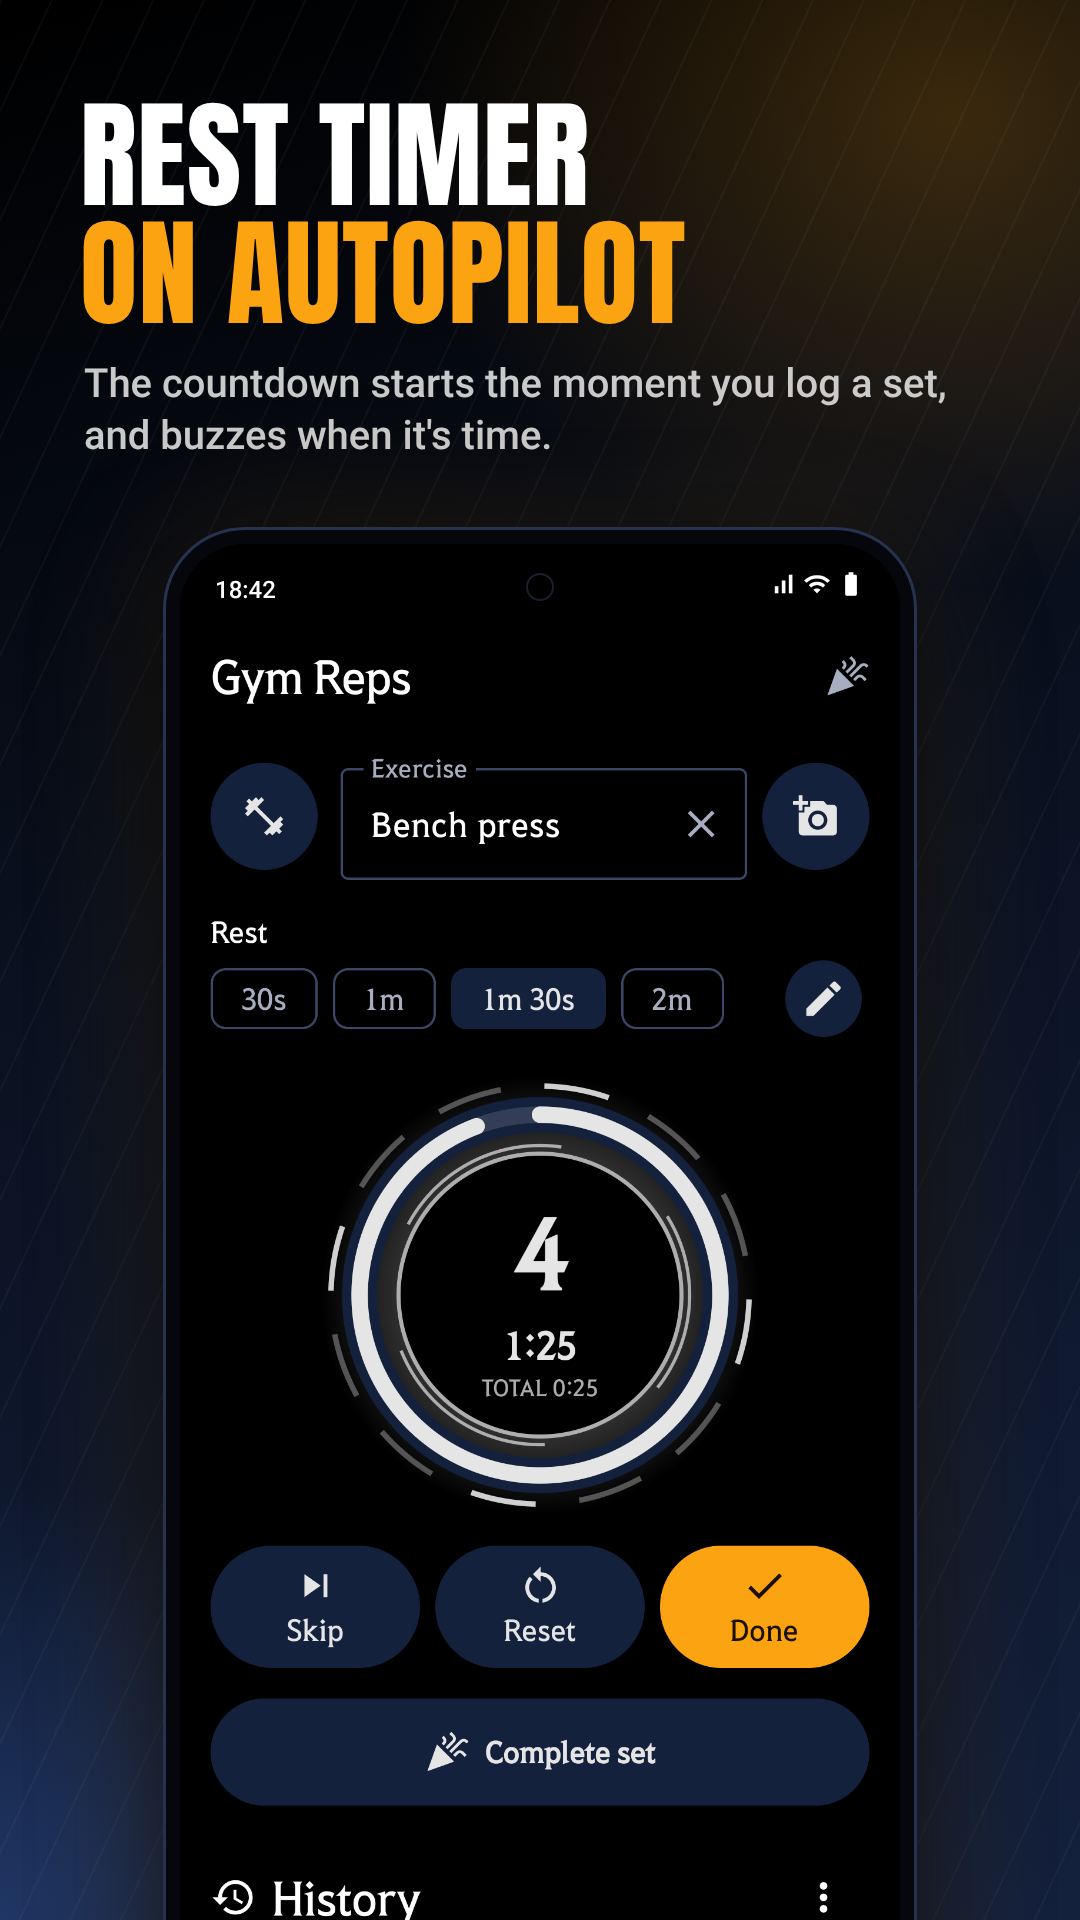 REST TIMER
ON AUTOPILOT
The countdown starts the moment you log a set,
and buzzes when it's time.
18:42
Gym Reps
Exercise
Bench press
Rest
30s 1m 1m 30s 2m
4
1:25
TOTAL 0:25
Skip Reset Done
Complete set
History